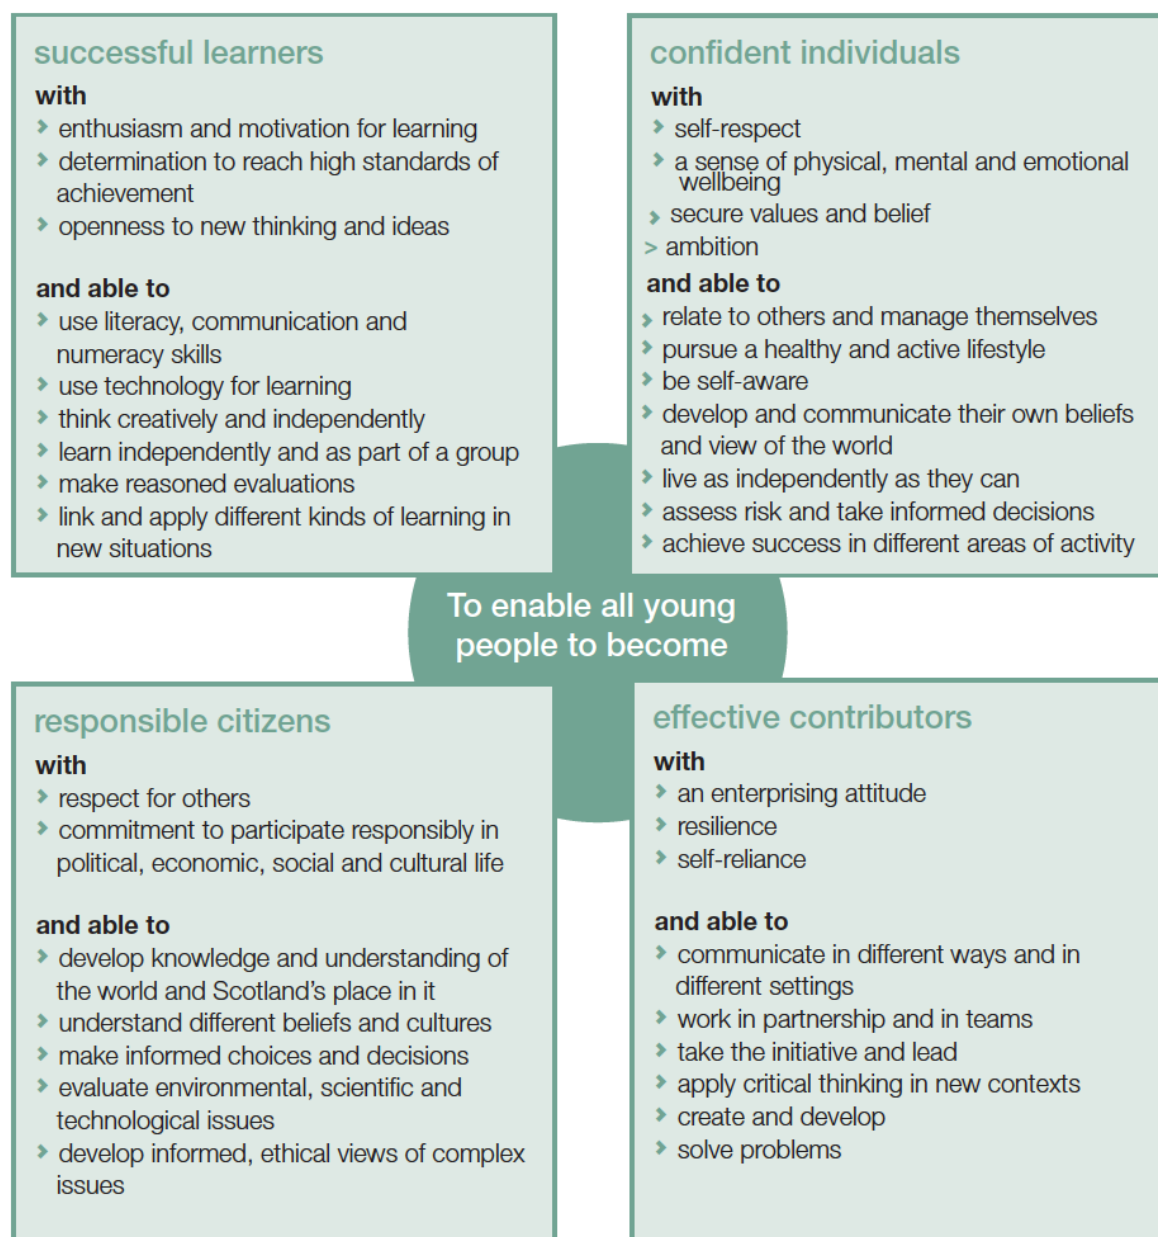 successful learners
with
› enthusiasm and motivation for learning
› determination to reach high standards of
achievement
› openness to new thinking and ideas
and able to
› use literacy, communication and
numeracy skills
› use technology for learning
› think creatively and independently
› learn independently and as part of a group
› make reasoned evaluations
› link and apply different kinds of learning in
new situations
confident individuals
with
› self-respect
› a sense of physical, mental and emotional
wellbeing
› secure values and belief
> ambition
and able to
› relate to others and manage themselves
› pursue a healthy and active lifestyle
› be self-aware
› develop and communicate their own beliefs
and view of the world
› live as independently as they can
› assess risk and take informed decisions
› achieve success in different areas of activity
To enable all young
people to become
responsible citizens
with
› respect for others
› commitment to participate responsibly in
political, economic, social and cultural life
and able to
› develop knowledge and understanding of
the world and Scotland’s place in it
› understand different beliefs and cultures
› make informed choices and decisions
› evaluate environmental, scientific and
technological issues
› develop informed, ethical views of complex
issues
effective contributors
with
› an enterprising attitude
› resilience
› self-reliance
and able to
› communicate in different ways and in
different settings
› work in partnership and in teams
› take the initiative and lead
› apply critical thinking in new contexts
› create and develop
› solve problems